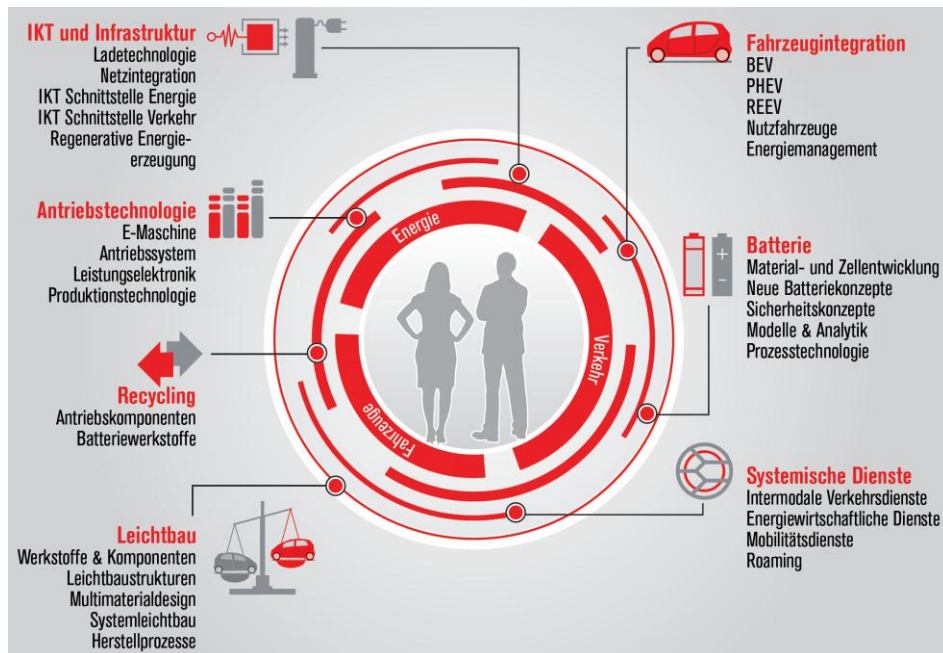 IKT und Infrastruktur
Ladetechnologie
Netzintegration
IKT Schnittstelle Energie
IKT Schnittstelle Verkehr
Regenerative Energie-
erzeugung
Antriebstechnologie
E-Maschine
Antriebssystem
Leistungselektronik
Produktionstechnologie
Recycling
Antriebskomponenten
Batteriewerkstoffe
Leichtbau
Werkstoffe & Komponenten
Leichtbaustrukturen
Multimaterialdesign
Systemleichtbau
Herstellprozesse
Energie
Verkehr
Fahrzeuge
Fahrzeugintegration
BEV
PHEV
REEV
Nutzfahrzeuge
Energiemanagement
+
−
Batterie
Material- und Zellentwicklung
Neue Batteriekonzepte
Sicherheitskonzepte
Modelle & Analytik
Prozesstechnologie
Systemische Dienste
Intermodale Verkehrsdienste
Energiewirtschaftliche Dienste
Mobilitätsdienste
Roaming